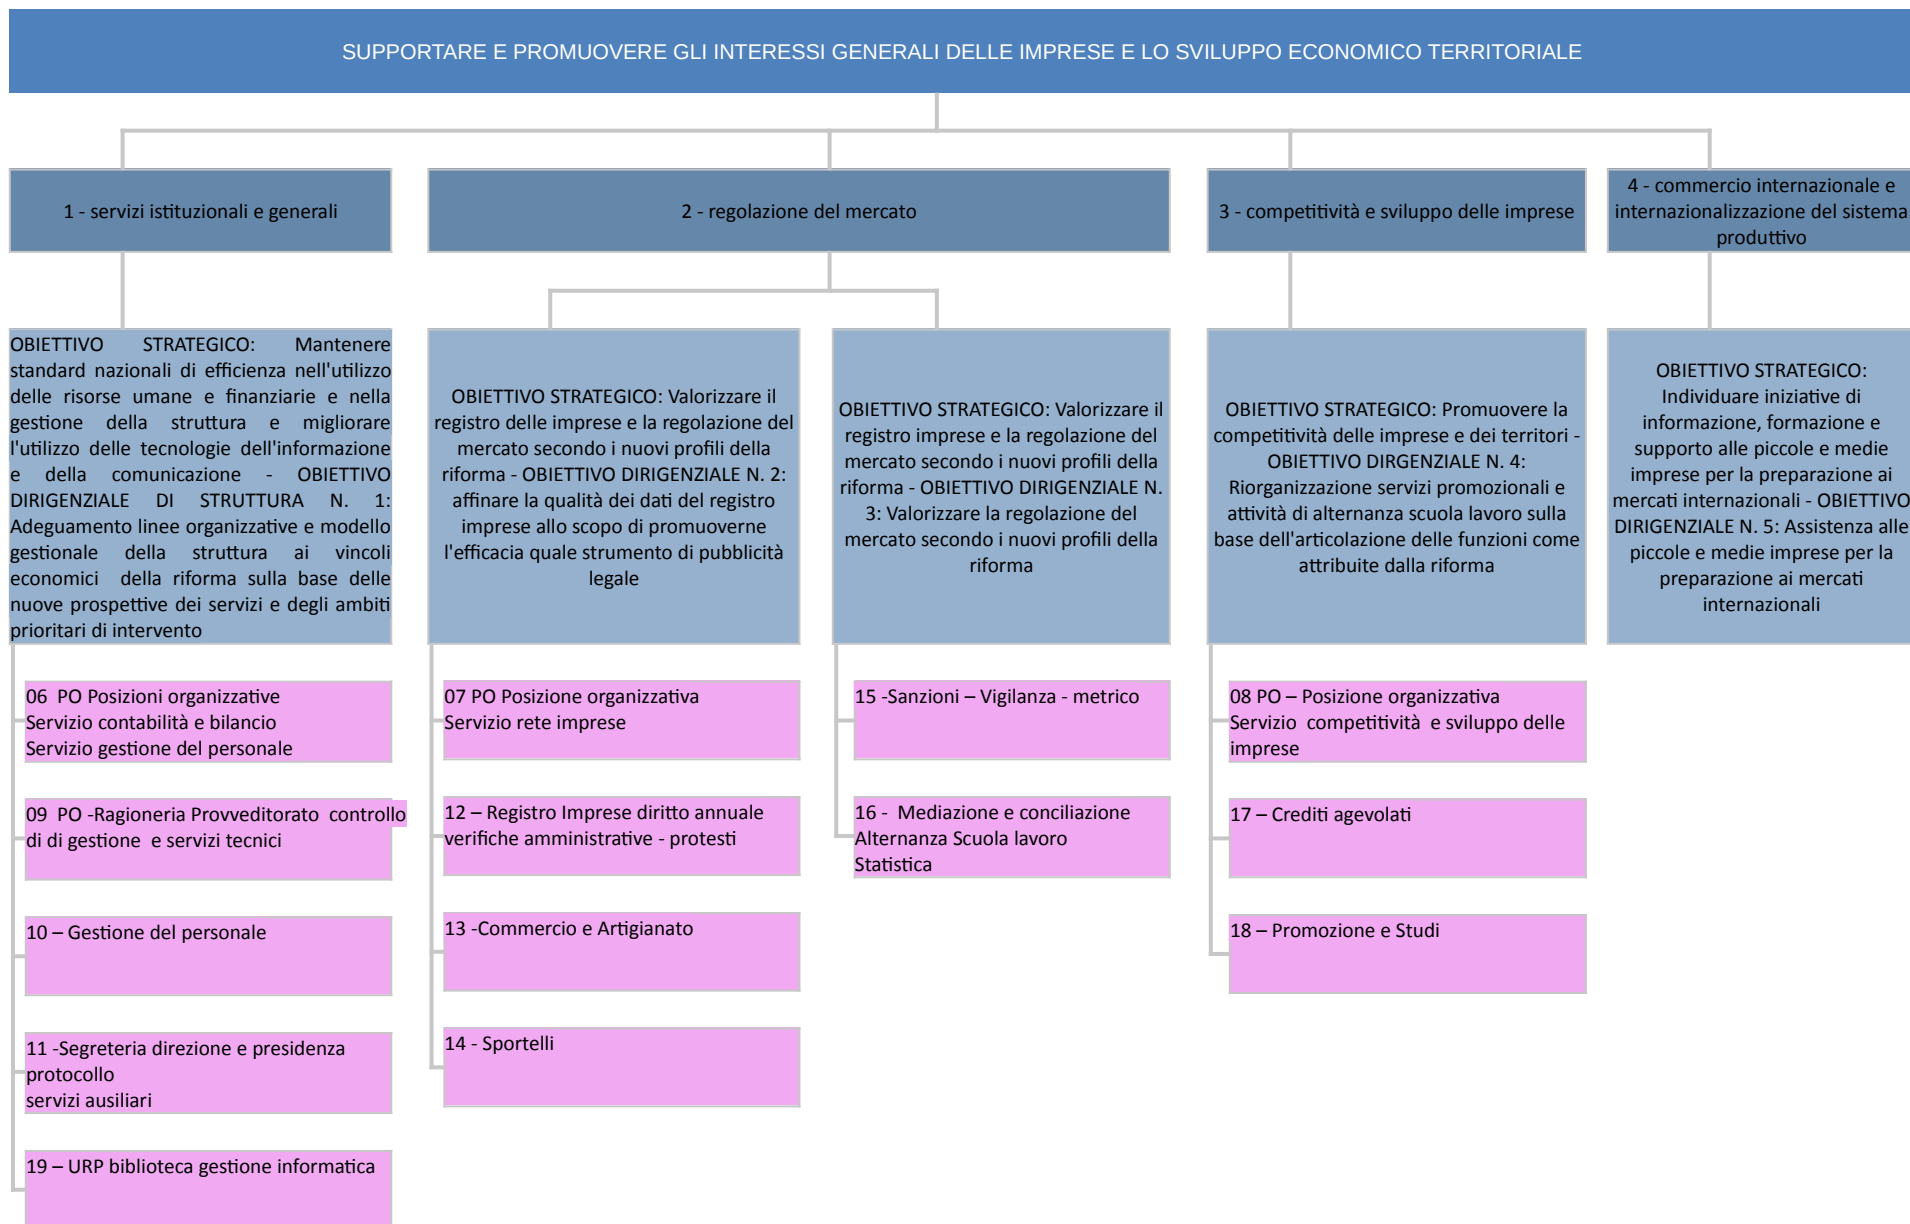 SUPPORTARE E PROMUOVERE GLI INTERESSI GENERALI DELLE IMPRESE E LO SVILUPPO ECONOMICO TERRITORIALE
1 - servizi istituzionali e generali
2 - regolazione del mercato
3 - competitività e sviluppo delle imprese
4 - commercio internazionale e
internazionalizzazione del sistema
produttivo
OBIETTIVO STRATEGICO: Mantenere
standard nazionali di efficienza nell'utilizzo
delle risorse umane e finanziarie e nella
gestione della struttura e migliorare
l'utilizzo delle tecnologie dell'informazione
e della comunicazione - OBIETTIVO
DIRIGENZIALE DI STRUTTURA N. 1:
Adeguamento linee organizzative e modello
gestionale della struttura ai vincoli
economici della riforma sulla base delle
nuove prospettive dei servizi e degli ambiti
prioritari di intervento
OBIETTIVO STRATEGICO: Valorizzare il
registro delle imprese e la regolazione del
mercato secondo i nuovi profili della
riforma - OBIETTIVO DIRIGENZIALE N. 2:
affinare la qualità dei dati del registro
imprese allo scopo di promuoverne
l'efficacia quale strumento di pubblicità
legale
OBIETTIVO STRATEGICO: Valorizzare il
registro imprese e la regolazione del
mercato secondo i nuovi profili della
riforma - OBIETTIVO DIRIGENZIALE N.
3: Valorizzare la regolazione del
mercato secondo i nuovi profili della
riforma
OBIETTIVO STRATEGICO: Promuovere la
competitività delle imprese e dei territori -
OBIETTIVO DIRGENZIALE N. 4:
Riorganizzazione servizi promozionali e
attività di alternanza scuola lavoro sulla
base dell'articolazione delle funzioni come
attribuite dalla riforma
OBIETTIVO STRATEGICO:
Individuare iniziative di
informazione, formazione e
supporto alle piccole e medie
imprese per la preparazione ai
mercati internazionali - OBIETTIVO
DIRIGENZIALE N. 5: Assistenza alle
piccole e medie imprese per la
preparazione ai mercati
internazionali
06 PO Posizioni organizzative
Servizio contabilità e bilancio
Servizio gestione del personale
09 PO -Ragioneria Provveditorato controllo
di di gestione e servizi tecnici
10 – Gestione del personale
11 -Segreteria direzione e presidenza
protocollo
servizi ausiliari
19 – URP biblioteca gestione informatica
07 PO Posizione organizzativa
Servizio rete imprese
12 – Registro Imprese diritto annuale
verifiche amministrative - protesti
13 -Commercio e Artigianato
14 - Sportelli
15 -Sanzioni – Vigilanza - metrico
16 - Mediazione e conciliazione
Alternanza Scuola lavoro
Statistica
08 PO – Posizione organizzativa
Servizio competitività e sviluppo delle
imprese
17 – Crediti agevolati
18 – Promozione e Studi